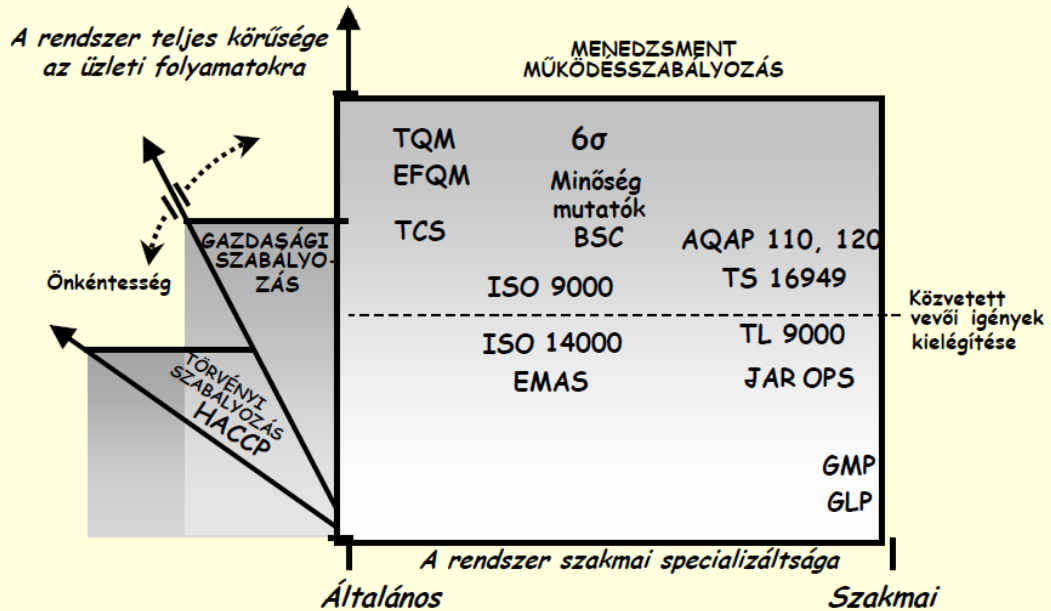 A rendszer teljes körűsége
az üzleti folyamatokra
MENEDZSMENT
MŰKÖDÉSSZABÁLYOZÁS
TQM
6σ
EFQM
Minőség
mutatók
TCS
BSC
AQAP 110, 120
GAZDASÁGI
SZABÁLYO-
ZÁS
Önkéntesség
ISO 9000
TS 16949
Közvetett
vevői igények
kielégítése
ISO 14000
TL 9000
EMAS
JAR OPS
TÖRVÉNYI
SZABÁLYOZÁS
HACCP
GMP
GLP
A rendszer szakmai specializáltsága
Általános
Szakmai